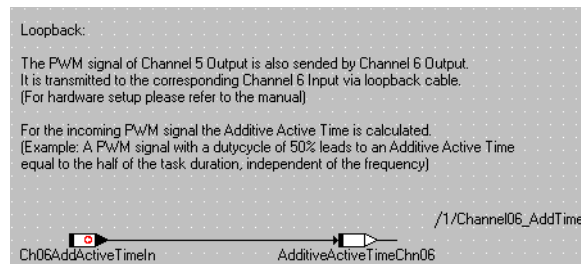 Loopback:
The PWM signal of Channel 5 Output is also sended by Channel 6 Output.
It is transmitted to the corresponding Channel 6 Input via loopback cable.
(For hardware setup please refer to the manual)
For the incoming PWM signal the Additive Active Time is calculated.
(Example: A PWM signal with a dutycycle of 50% leads to an Additive Active Time
equal to the half of the task duration, independent of the frequency)
/1/Channel06_AddTime
Ch06AddActiveTimeIn
AdditiveActiveTimeChn06